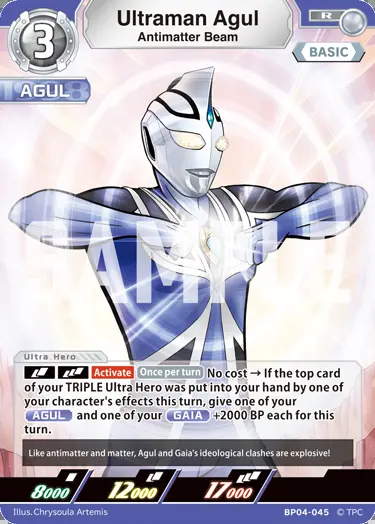 3
Ultraman Agul
Antimatter Beam
R
BASIC
AGUL
SAMPLE
Ultra Hero
Activate Once per turn No cost → If the top card
of your TRIPLE Ultra Hero was put into your hand by one of
your character's effects this turn, give one of your
AGUL and one of your GAIA +2000 BP each for this
turn.
Like antimatter and matter, Agul and Gaia's ideological clashes are explosive!
8000 12000 17000
Illus.Chrysoula Artemis BP04-045 © TPC